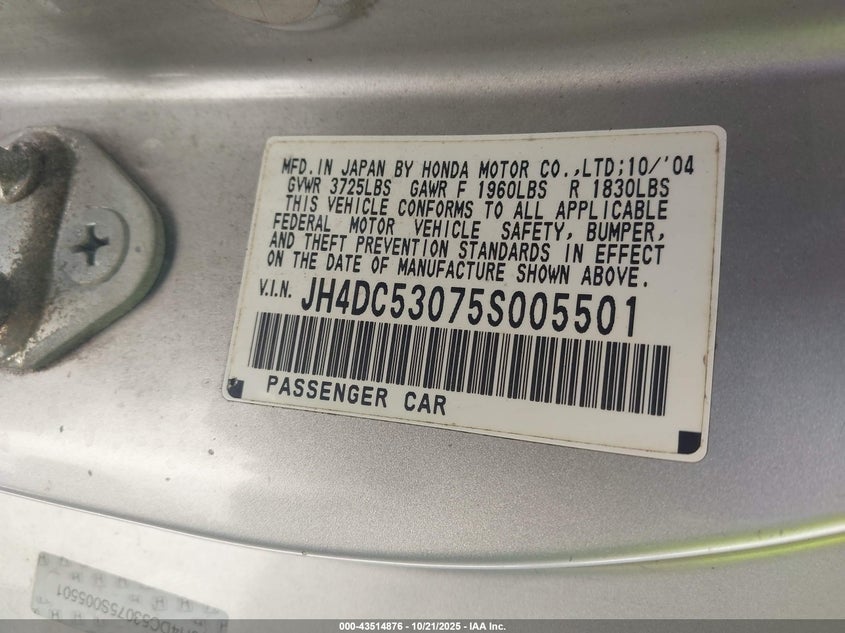 MFD. IN JAPAN BY HONDA MOTOR CO.,LTD;10/'04
GVWR 3725LBS GAWR F 1960LBS R 1830LBS
THIS VEHICLE CONFORMS TO ALL APPLICABLE
FEDERAL MOTOR VEHICLE SAFETY, BUMPER,
AND THEFT PREVENTION STANDARDS IN EFFECT
ON THE DATE OF MANUFACTURE SHOWN ABOVE.
V.I.N. JH4DC53075S005501
PASSENGER CAR
JH4DC53075S005501
000-43514876 - 10/21/2025 - IAA Inc.